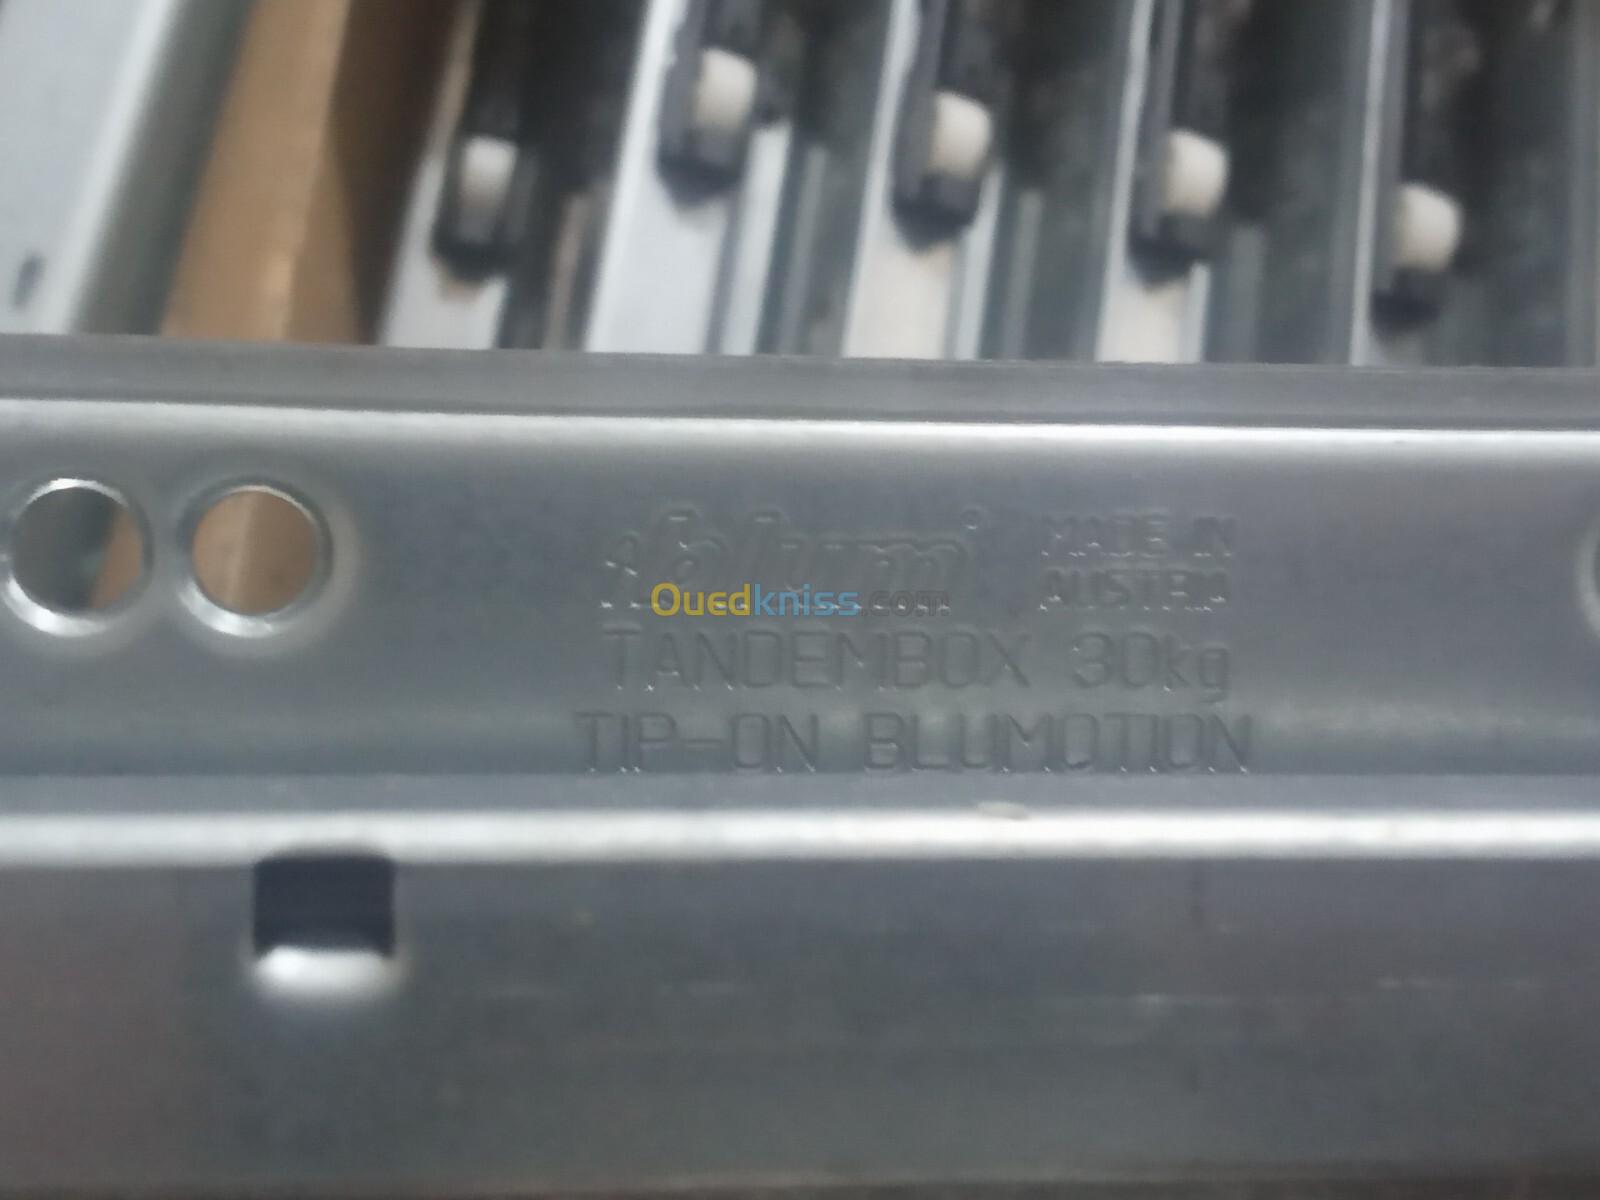 blum® MADE IN
AUSTRIA
Ouedkniss.com
TANDEMBOX 30kg
TIP-ON BLUMOTION